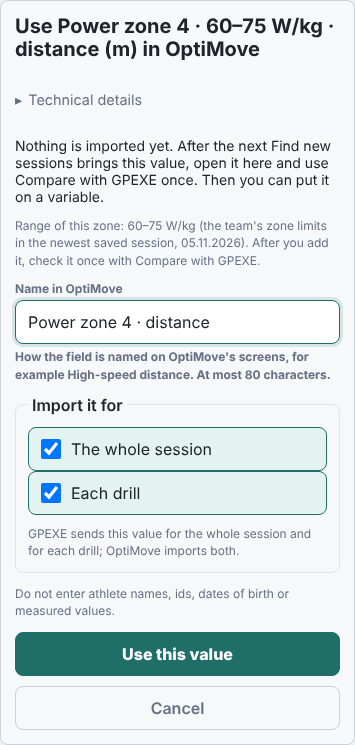 Use Power zone 4 · 60–75 W/kg ·
distance (m) in OptiMove
▸ Technical details
Nothing is imported yet. After the next Find new
sessions brings this value, open it here and use
Compare with GPEXE once. Then you can put it
on a variable.
Range of this zone: 60–75 W/kg (the team's zone limits
in the newest saved session, 05.11.2026). After you add
it, check it once with Compare with GPEXE.
Name in OptiMove
Power zone 4 · distance
How the field is named on OptiMove's screens, for
example High-speed distance. At most 80 characters.
Import it for
The whole session
Each drill
GPEXE sends this value for the whole session and
for each drill; OptiMove imports both.
Do not enter athlete names, ids, dates of birth or
measured values.
Use this value
Cancel